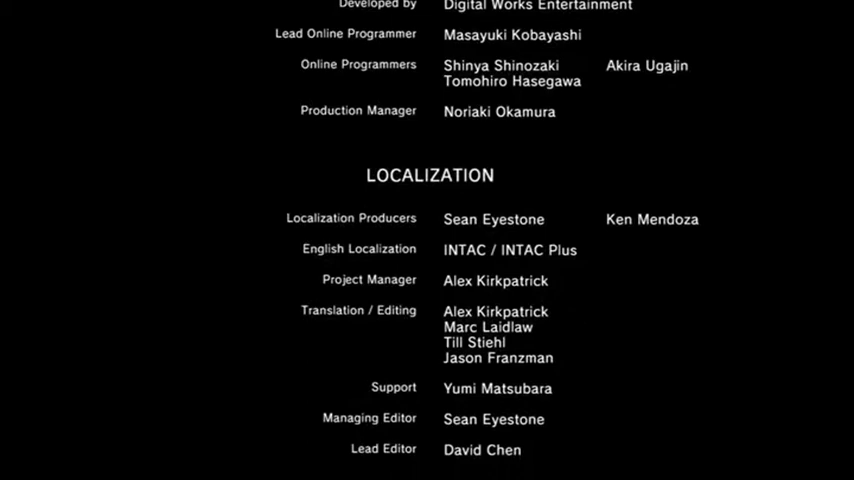 Developed by Digital Works Entertainment
Lead Online Programmer Masayuki Kobayashi
Online Programmers Shinya Shinozaki Akira Ugajin
Tomohiro Hasegawa
Production Manager Noriaki Okamura
LOCALIZATION
Localization Producers Sean Eyestone Ken Mendoza
English Localization INTAC / INTAC Plus
Project Manager Alex Kirkpatrick
Translation / Editing Alex Kirkpatrick
Marc Laidlaw
Till Stiehl
Jason Franzman
Support Yumi Matsubara
Managing Editor Sean Eyestone
Lead Editor David Chen